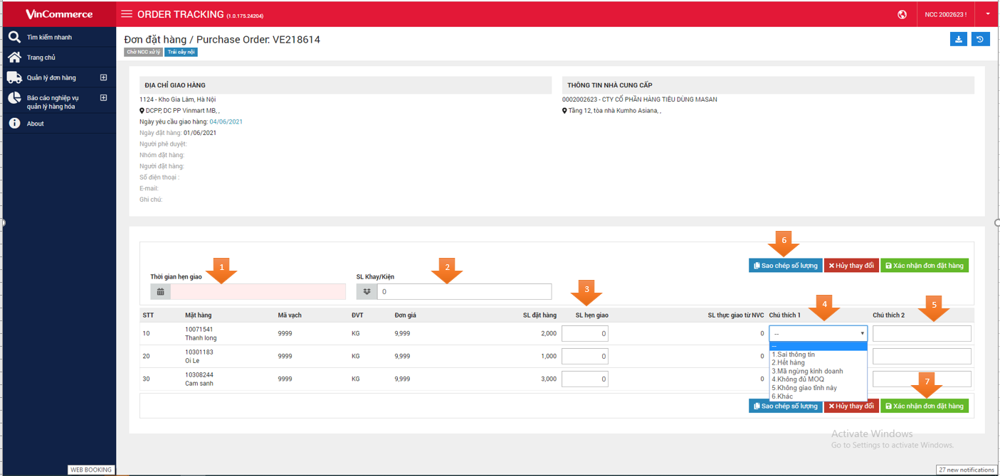 VinCommerce
ORDER TRACKING (1.0.175.24204)
NCC 2002623 !
Tìm kiếm nhanh
Trang chủ
Quản lý đơn hàng
Báo cáo nghiệp vụ
quản lý hàng hóa
About
Đơn đặt hàng / Purchase Order: VE218614
Chờ NCC xử lý Trái cây nội
ĐỊA CHỈ GIAO HÀNG
1124 - Kho Gia Lâm, Hà Nội
DCPP, DC PP Vinmart MB, ,
Ngày yêu cầu giao hàng: 04/06/2021
Ngày đặt hàng: 01/06/2021
Người phê duyệt:
Nhóm đặt hàng:
Người đặt hàng:
Số điện thoại :
E-mail:
Ghi chú:
THÔNG TIN NHÀ CUNG CẤP
0002002623 - CTY CỔ PHẦN HÀNG TIÊU DÙNG MASAN
Tầng 12, tòa nhà Kumho Asiana, ,
6
Sao chép số lượng Hủy thay đổi Xác nhận đơn đặt hàng
1
2
Thời gian hẹn giao SL Khay/Kiện
0
3
4
5
STT Mặt hàng Mã vạch ĐVT Đơn giá SL đặt hàng SL hẹn giao SL thực giao từ NVC Chú thích 1 Chú thích 2
10 10071541 9999 KG 9,999 2,000 0 0 --
Thanh long
20 10301183 9999 KG 9,999 1,000 0 0
Oi Le
30 10308244 9999 KG 9,999 3,000 0 0
Cam sanh
--
1.Sai thông tin
2.Hết hàng
3.Mã ngừng kinh doanh
4.Không đủ MOQ
5.Không giao tỉnh này
6.Khác
7
Sao chép số lượng Hủy thay đổi Xác nhận đơn đặt hàng
Activate Windows
Go to Settings to activate Windows.
WEB BOOKING
27 new notifications